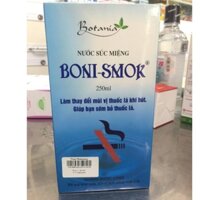 Botania
NƯỚC SÚC MIỆNG
BONI-SMOK®
250ml
Làm thay đổi mùi vị thuốc lá khi hút.
Giúp bạn sớm bỏ thuốc lá.